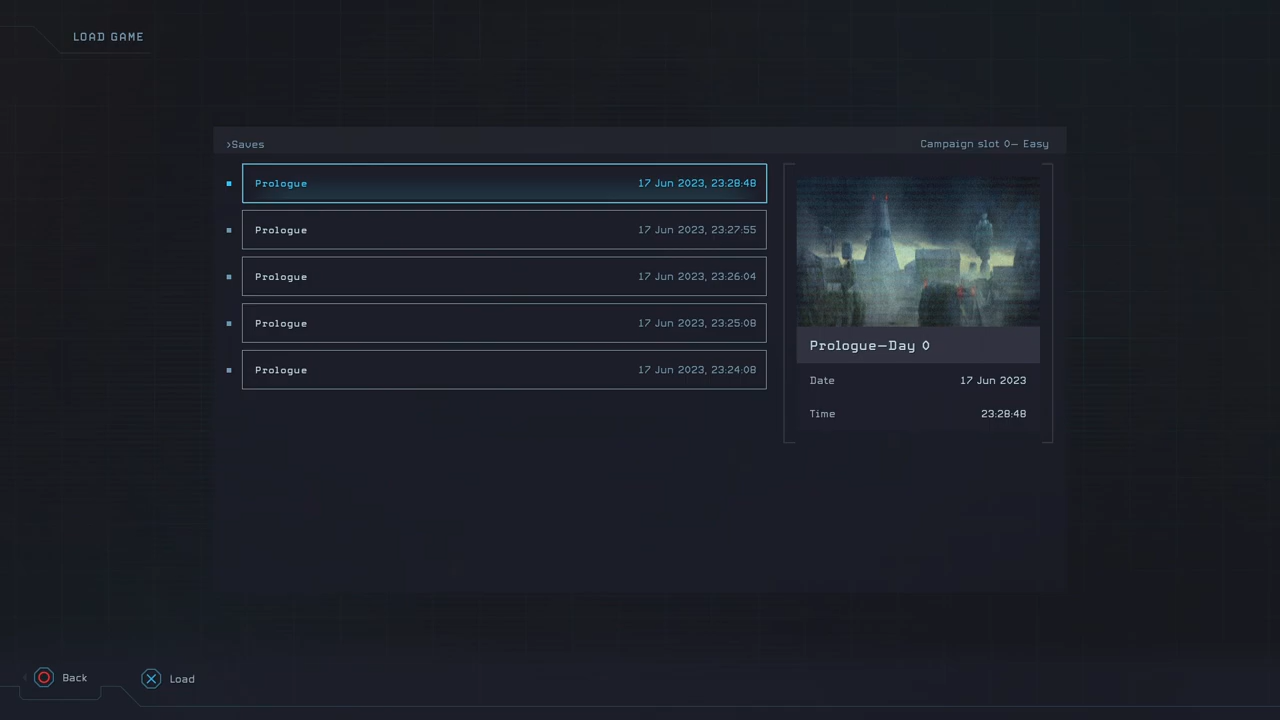 LOAD GAME
›Saves
Campaign slot 0— Easy
Prologue 17 Jun 2023, 23:28:48
Prologue 17 Jun 2023, 23:27:55
Prologue 17 Jun 2023, 23:26:04
Prologue 17 Jun 2023, 23:25:08
Prologue 17 Jun 2023, 23:24:08
Prologue—Day 0
Date 17 Jun 2023
Time 23:28:48
Back Load